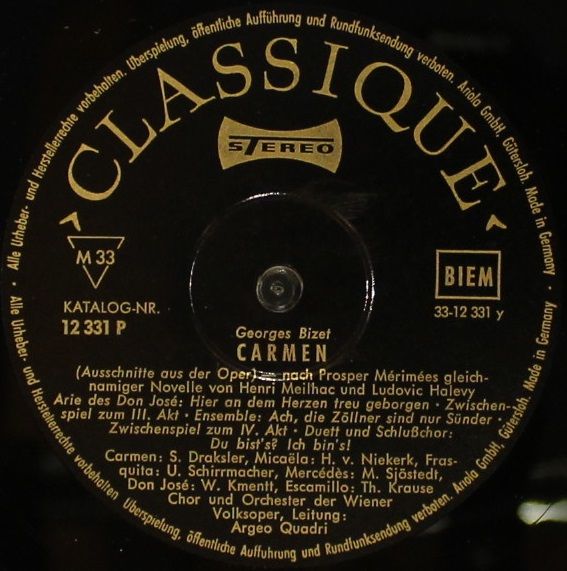 Alle Urheber- und Herstellerrechte vorbehalten. Überspielung, öffentliche Aufführung und Rundfunksendung verboten. Ariola GmbH, Gütersloh. Made in Germany
CLASSIQUE
STEREO
M 33
BIEM
KATALOG-NR.
12 331 P
33-12 331 y
Georges Bizet
CARMEN
(Ausschnitte aus der Oper) — nach Prosper Mérimées gleich-
namiger Novelle von Henri Meilhac und Ludovic Halevy
Arie des Don José: Hier an dem Herzen treu geborgen · Zwischen-
spiel zum III. Akt · Ensemble: Ach, die Zöllner sind nur Sünder ·
Zwischenspiel zum IV. Akt · Duett und Schlußchor:
Du bist's? Ich bin's!
Carmen: S. Draksler, Micaëla: H. v. Niekerk, Fras-
quita: U. Schirrmacher, Mercédès: M. Sjöstedt,
Don José: W. Kmentt, Escamillo: Th. Krause
Chor und Orchester der Wiener
Volksoper, Leitung:
Argeo Quadri
Alle Urheber- und Herstellerrechte vorbehalten Überspielung, öffentliche Aufführung und Rundfunksendung verboten. Ariola GmbH, Gütersloh. Made in Germany